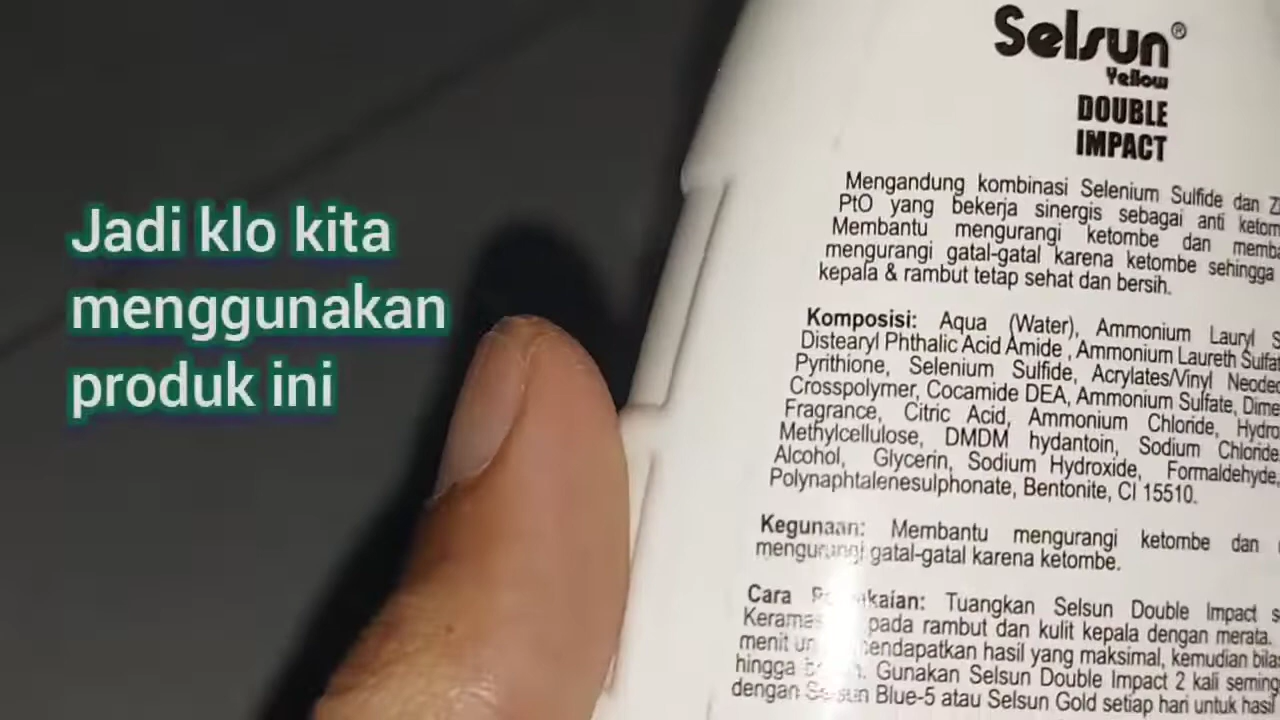 Jadi klo kita
menggunakan
produk ini
Selsun®
Yellow
DOUBLE
IMPACT
Mengandung kombinasi Selenium Sulfide dan
PtO yang bekerja sinergis sebagai anti
Membantu mengurangi ketombe dan
mengurangi gatal-gatal karena ketombe sehingga
kepala & rambut tetap sehat dan bersih.
Komposisi: Aqua (Water), Ammonium Lauryl
Distearyl Phthalic Acid Amide , Ammonium Laureth
Pyrithione, Selenium Sulfide, Acrylates/Vinyl
Crosspolymer, Cocamide DEA, Ammonium Sulfate,
Fragrance, Citric Acid, Ammonium Chloride,
Methylcellulose, DMDM hydantoin, Sodium Chloride
Alcohol, Glycerin, Sodium Hydroxide, Formaldehyde,
Polynaphtalenesulphonate, Bentonite, CI 15510.
Kegunaan: Membantu mengurangi ketombe dan
mengurangi gatal-gatal karena ketombe.
Cara Tuangkan Selsun Double Impact
pada rambut dan kulit kepala dengan merata.
menit mendapatkan hasil yang maksimal, kemudian
hingga Gunakan Selsun Double Impact 2 kali
dengan Selsun Blue-5 atau Selsun Gold setiap hari untuk hasil